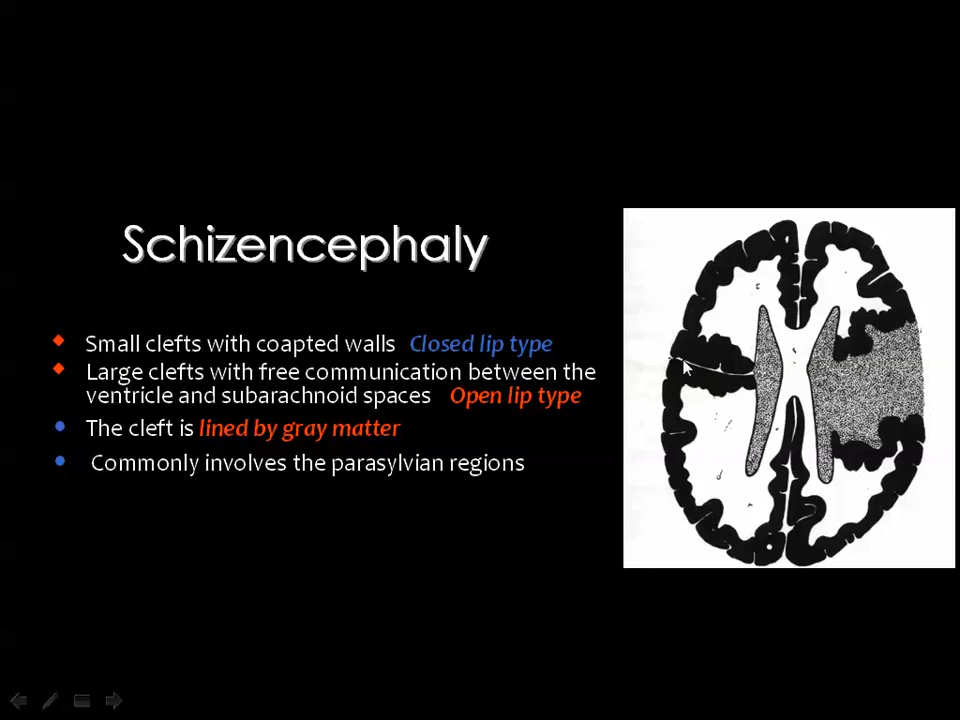 Schizencephaly
Small clefts with coapted walls Closed lip type
Large clefts with free communication between the
ventricle and subarachnoid spaces Open lip type
The cleft is lined by gray matter
Commonly involves the parasylvian regions